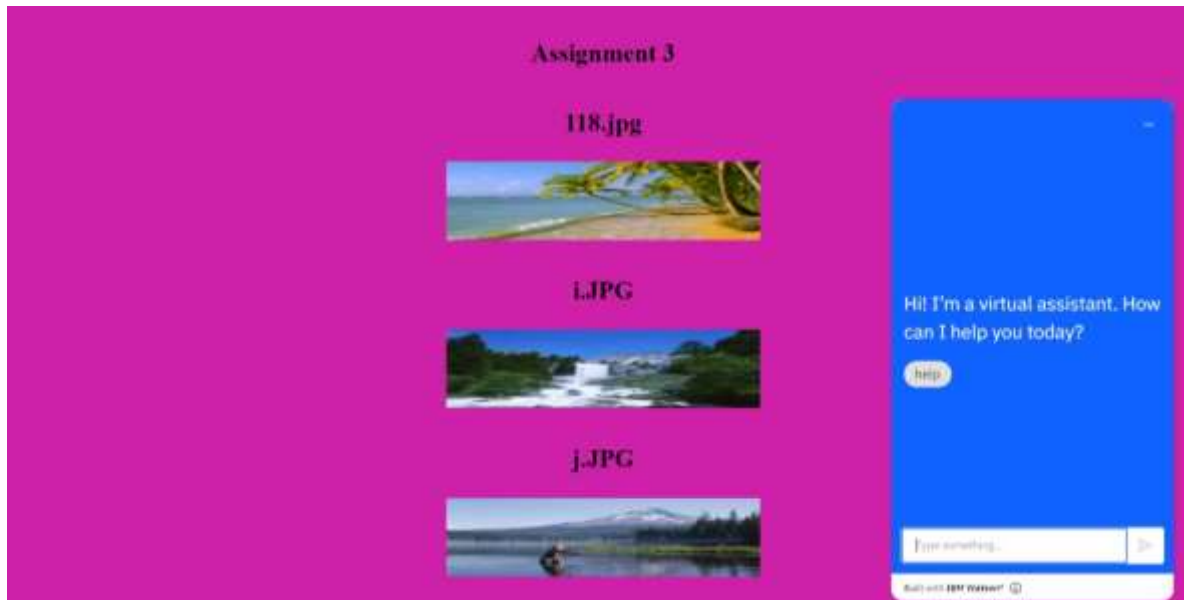 Assignment 3
118.jpg
i.JPG
j.JPG
Hi! I'm a virtual assistant. How
can I help you today?
help
Type something...
Built with IBM Watson®